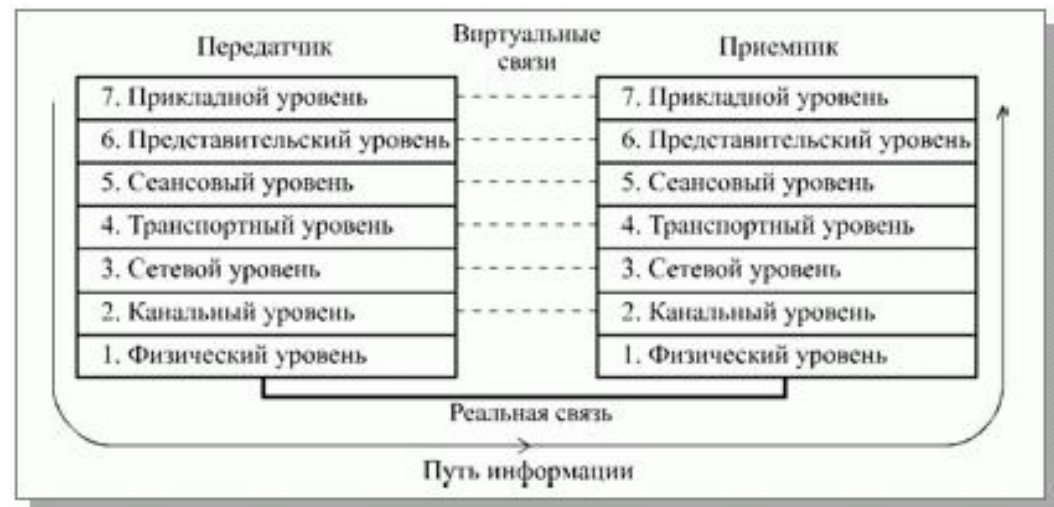 Передатчик
Виртуальные
связи
Приемник
7. Прикладной уровень
6. Представительский уровень
5. Сеансовый уровень
4. Транспортный уровень
3. Сетевой уровень
2. Канальный уровень
1. Физический уровень
7. Прикладной уровень
6. Представительский уровень
5. Сеансовый уровень
4. Транспортный уровень
3. Сетевой уровень
2. Канальный уровень
1. Физический уровень
Реальная связь
Путь информации